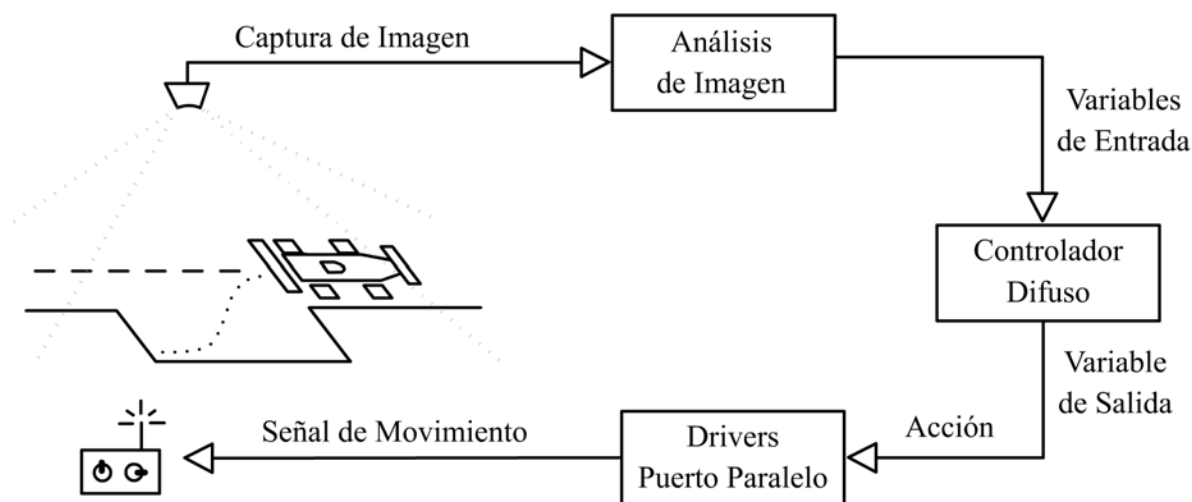 Captura de Imagen
Análisis
de Imagen
Variables
de Entrada
Controlador
Difuso
Variable
de Salida
Acción
Drivers
Puerto Paralelo
Señal de Movimiento